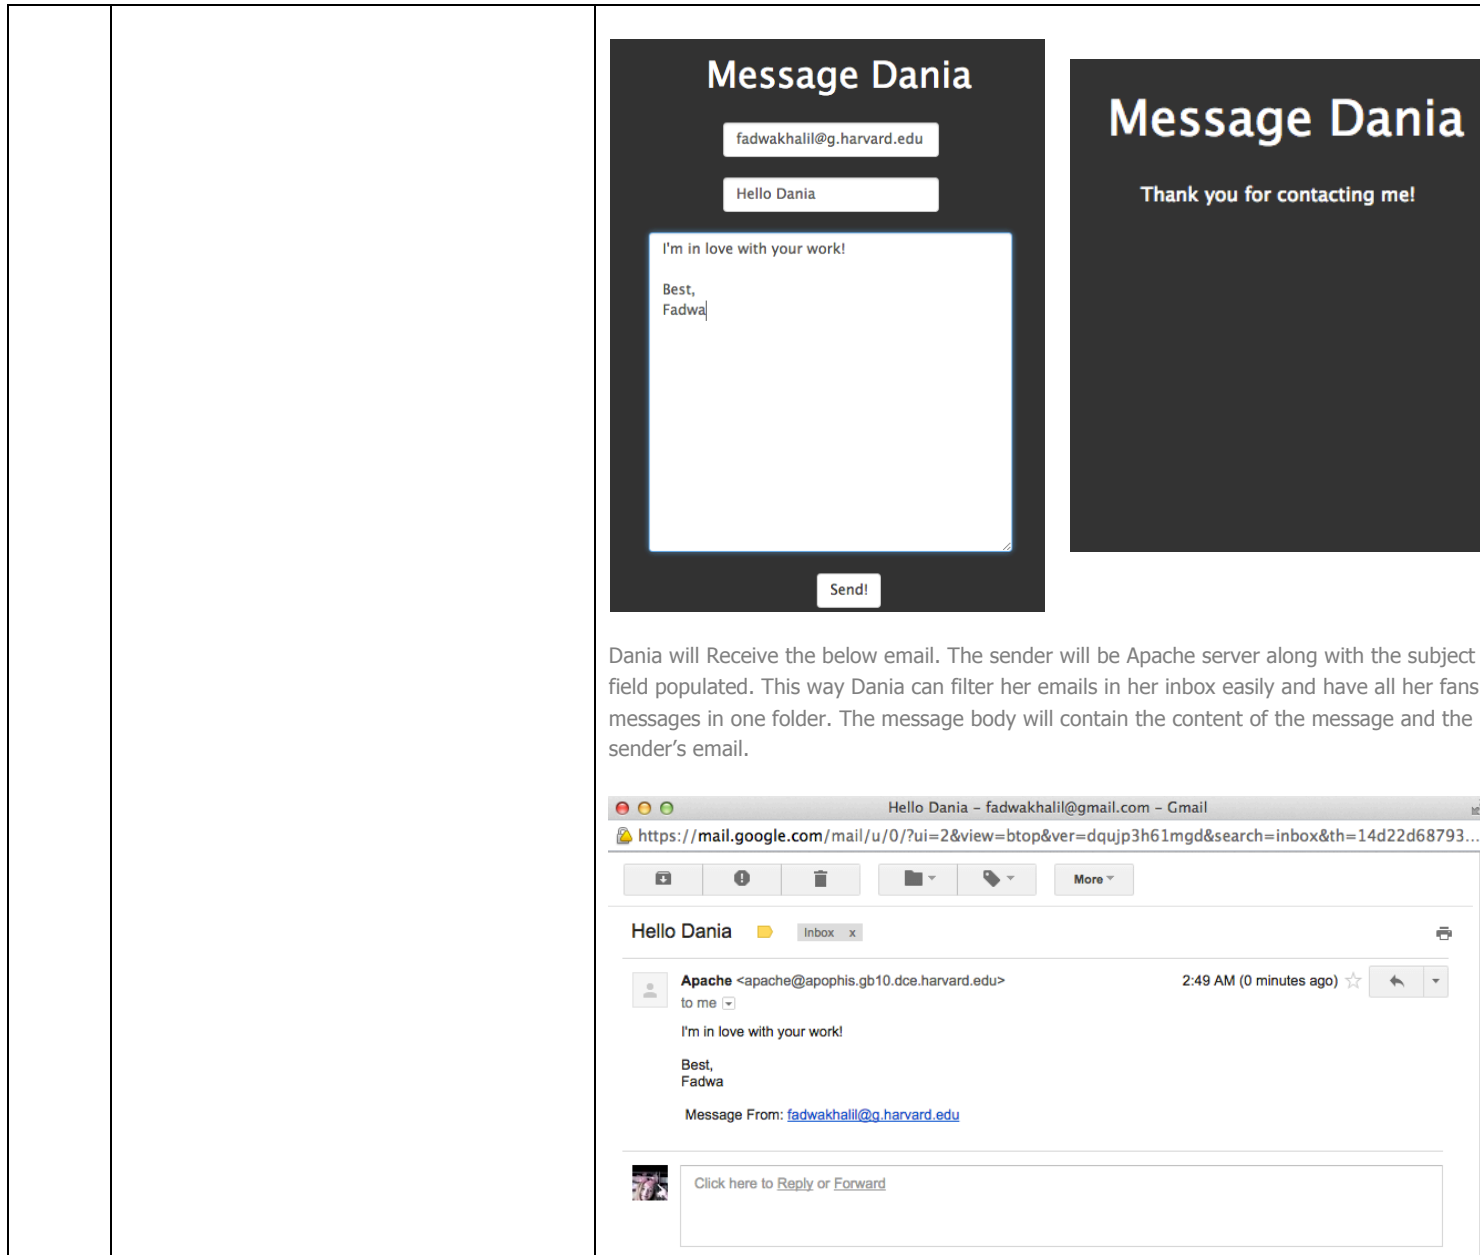 Message Dania
fadwakhalil@g.harvard.edu
Hello Dania
I'm in love with your work!
Best,
Fadwa
Send!
Message Dania
Thank you for contacting me!
Dania will Receive the below email. The sender will be Apache server along with the subject
field populated. This way Dania can filter her emails in her inbox easily and have all her fans
messages in one folder. The message body will contain the content of the message and the
sender's email.
Hello Dania – fadwakhalil@gmail.com – Gmail
https://mail.google.com/mail/u/0/?ui=2&view=btop&ver=dqujp3h61mgd&search=inbox&th=14d22d68793...
More
Hello Dania Inbox x
Apache <apache@apophis.gb10.dce.harvard.edu> 2:49 AM (0 minutes ago)
to me
I'm in love with your work!
Best,
Fadwa
Message From: fadwakhalil@g.harvard.edu
Click here to Reply or Forward